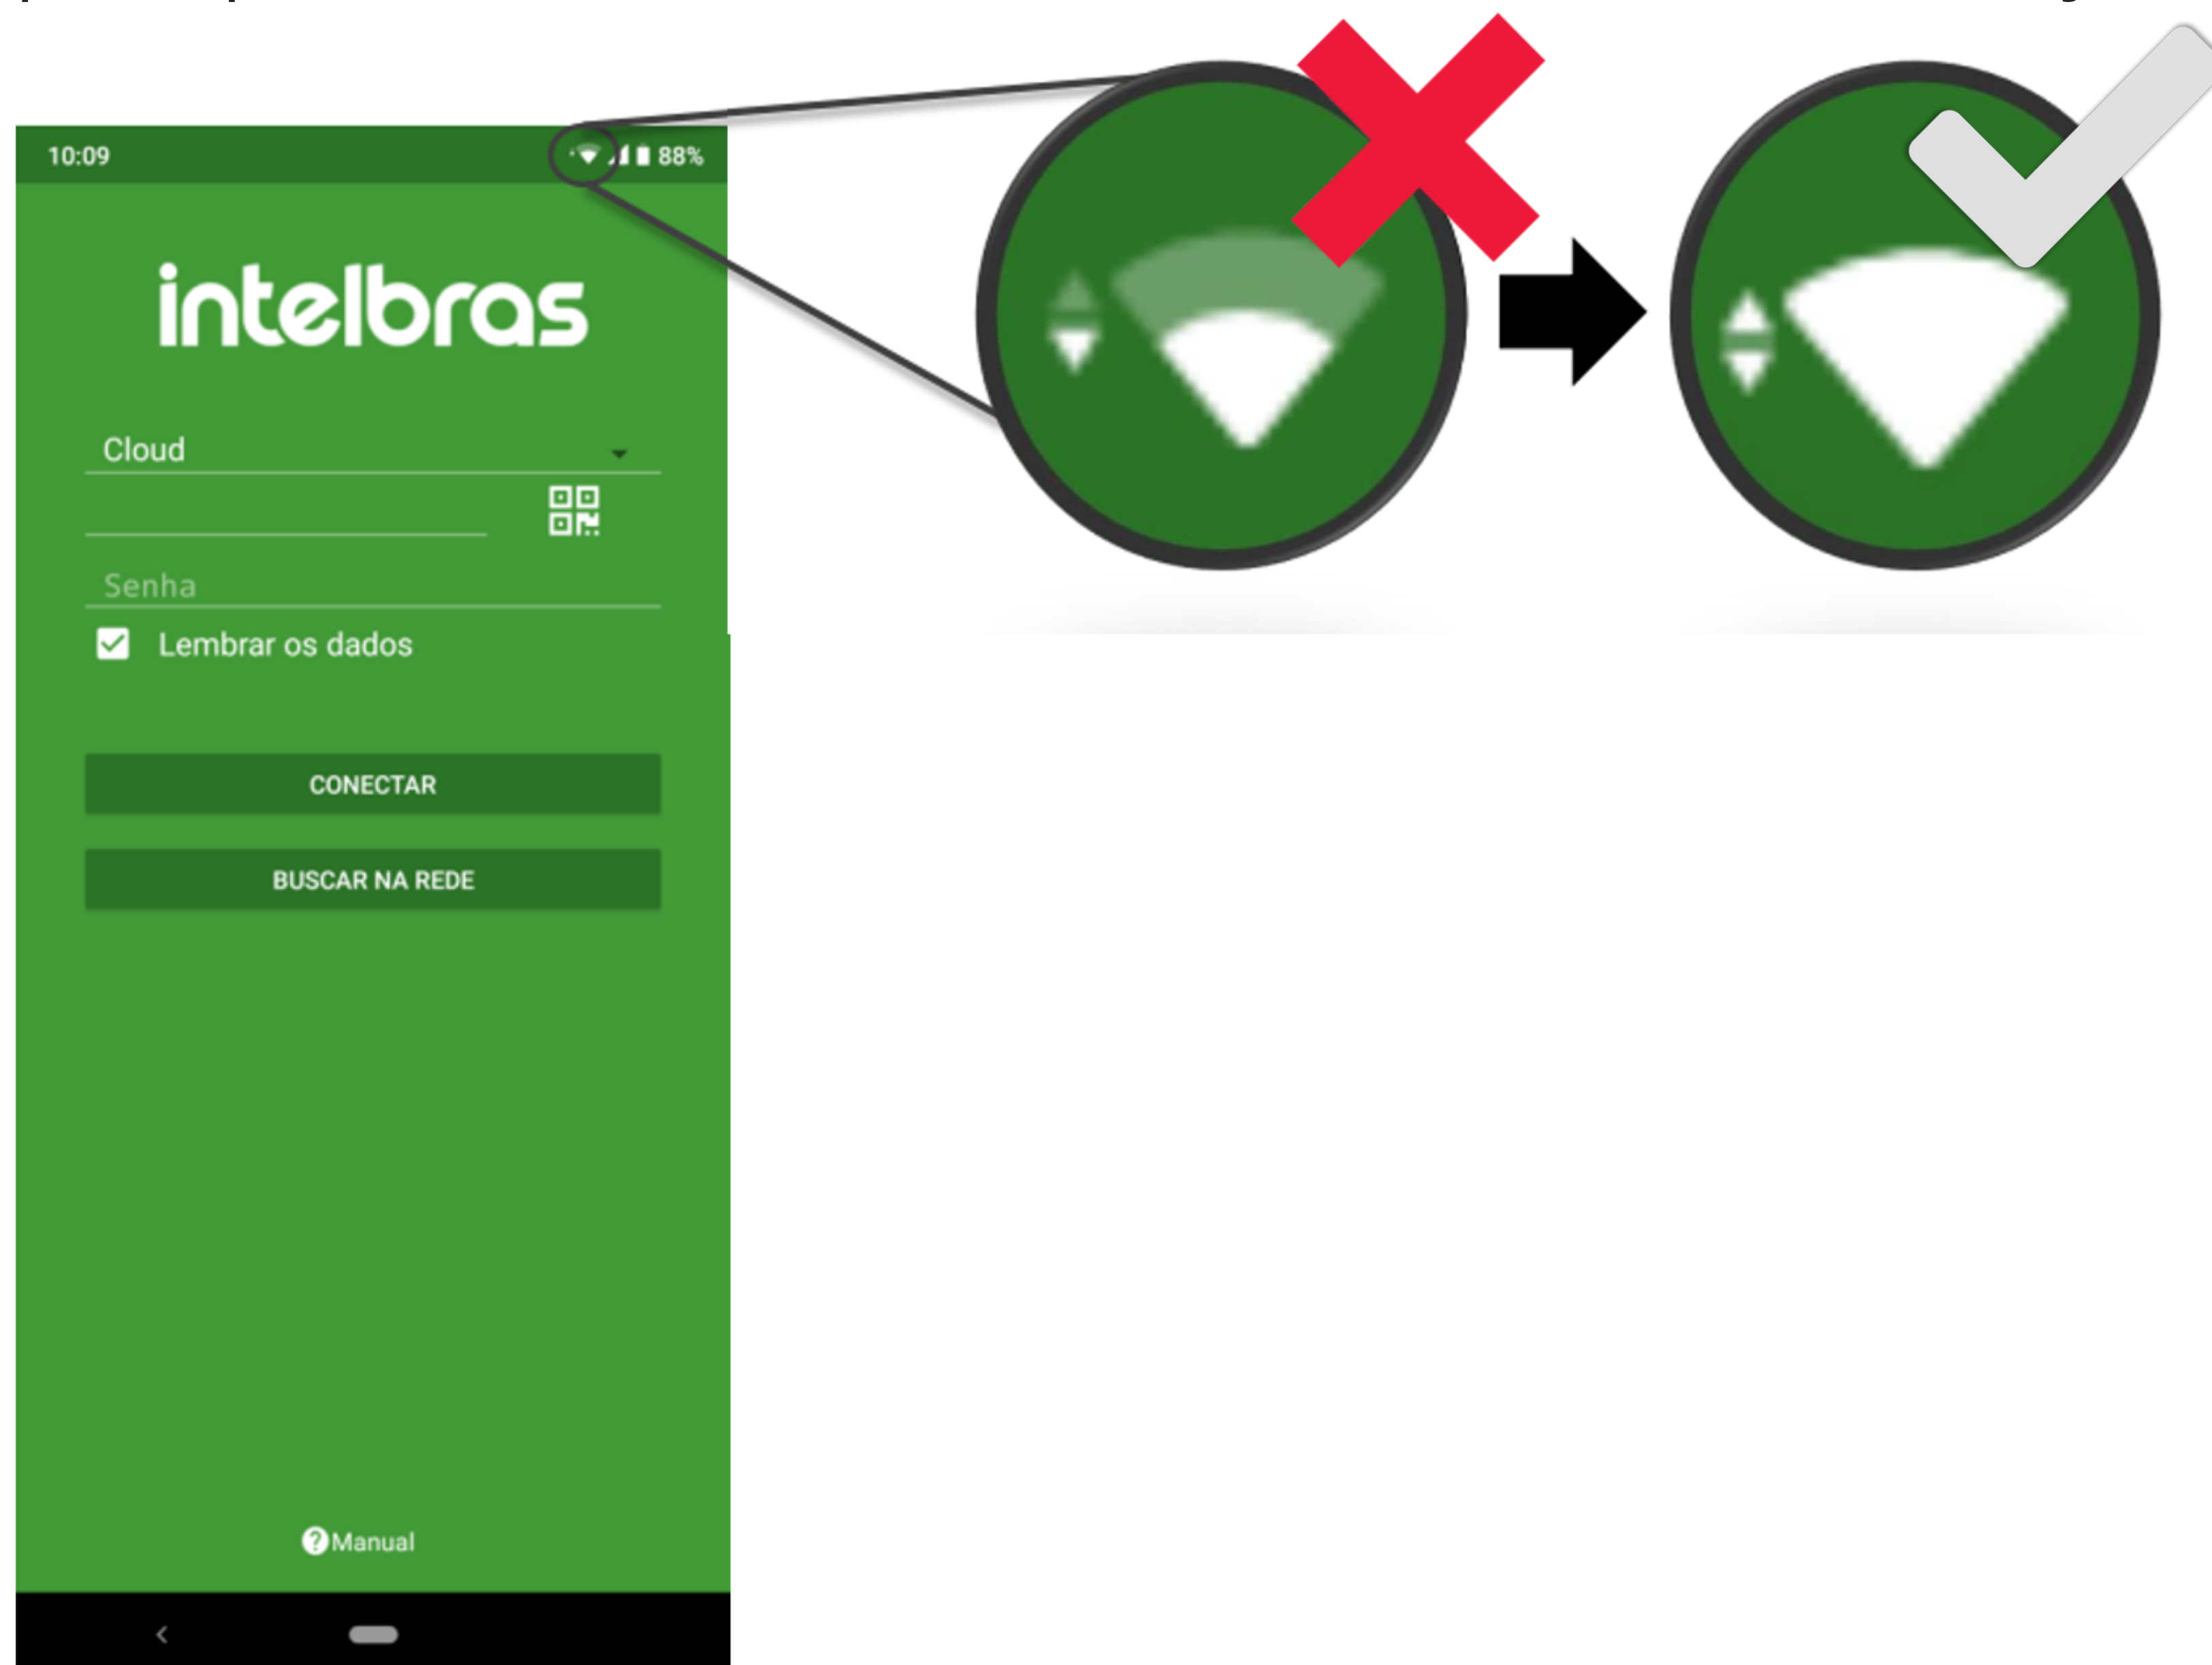 10:09
88%
intelbras
Cloud
Senha
Lembrar os dados
CONECTAR
BUSCAR NA REDE
Manual